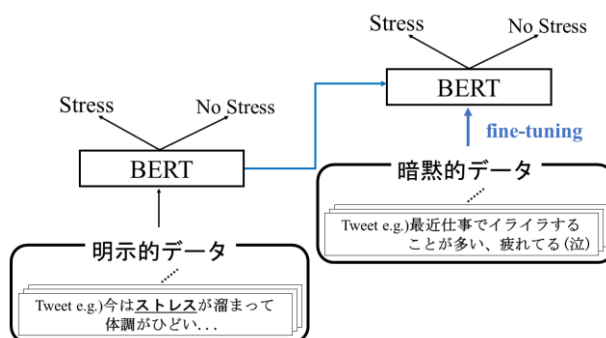 Stress
No Stress
BERT
明示的データ
Tweet e.g.)今はストレスが溜まって
体調がひどい...
Stress
No Stress
BERT
fine-tuning
暗黙的データ
Tweet e.g.)最近仕事でイライラする
ことが多い、疲れてる(泣)